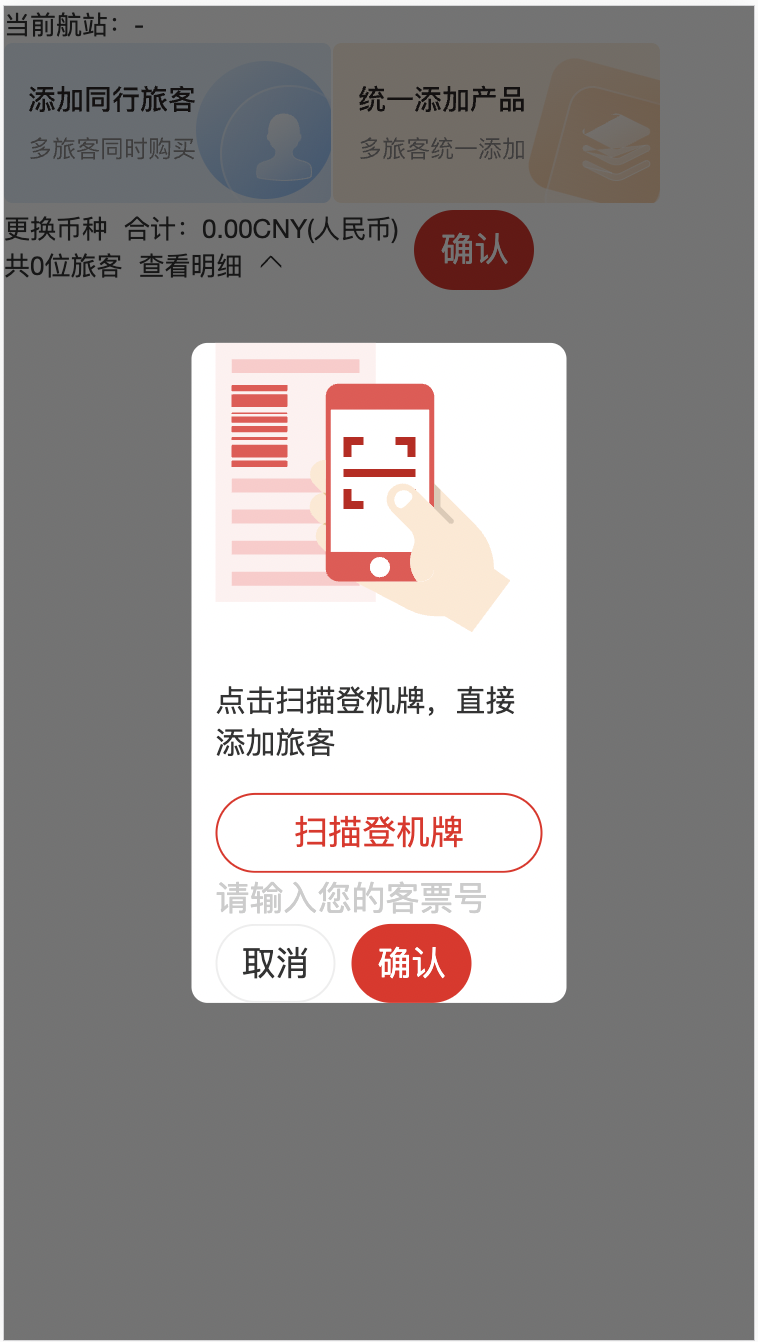 当前航站：-
添加同行旅客
多旅客同时购买
统一添加产品
多旅客统一添加
更换币种 合计：0.00CNY(人民币)
共0位旅客 查看明细
确认
点击扫描登机牌，直接
添加旅客
扫描登机牌
请输入您的客票号
取消
确认